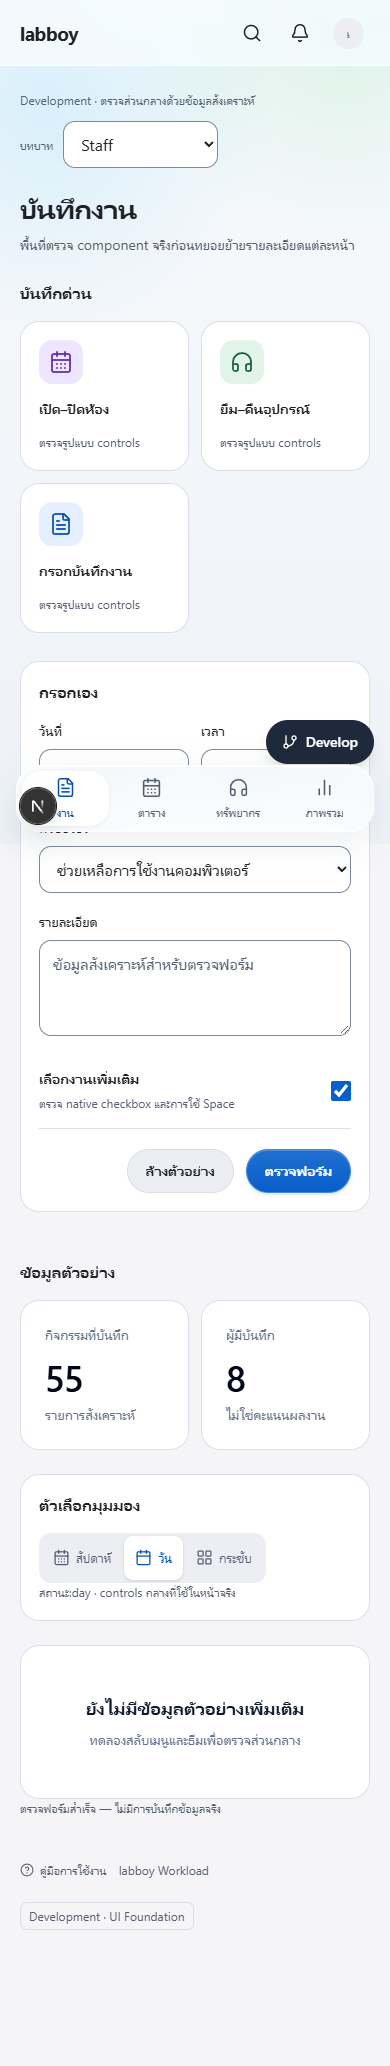 labboy
Development · ตรวจส่วนกลางด้วยข้อมูลสังเคราะห์
บทบาท Staff
บันทึกงาน
พื้นที่ตรวจ component จริงก่อนทยอยย้ายรายละเอียดแต่ละหน้า
บันทึกด่วน
เปิด–ปิดห้อง
ตรวจรูปแบบ controls
ยืม–คืนอุปกรณ์
ตรวจรูปแบบ controls
กรอกบันทึกงาน
ตรวจรูปแบบ controls
กรอกเอง
วันที่ เวลา
Develop
N งาน ตาราง ทรัพยากร ภาพรวม
ช่วยเหลือการใช้งานคอมพิวเตอร์
รายละเอียด
ข้อมูลสังเคราะห์สำหรับตรวจฟอร์ม
เลือกงานเพิ่มเติม
ตรวจ native checkbox และการใช้ Space
ล้างตัวอย่าง ตรวจฟอร์ม
ข้อมูลตัวอย่าง
กิจกรรมที่บันทึก
55
รายการสังเคราะห์
ผู้มีบันทึก
8
ไม่ใช่คะแนนผลงาน
ตัวเลือกมุมมอง
สัปดาห์ วัน กระชับ
สถานะ:day · controls กลางที่ใช้ในหน้าจริง
ยังไม่มีข้อมูลตัวอย่างเพิ่มเติม
ทดลองสลับเมนูและธีมเพื่อตรวจส่วนกลาง
ตรวจฟอร์มสำเร็จ — ไม่มีการบันทึกข้อมูลจริง
คู่มือการใช้งาน labboy Workload
Development · UI Foundation